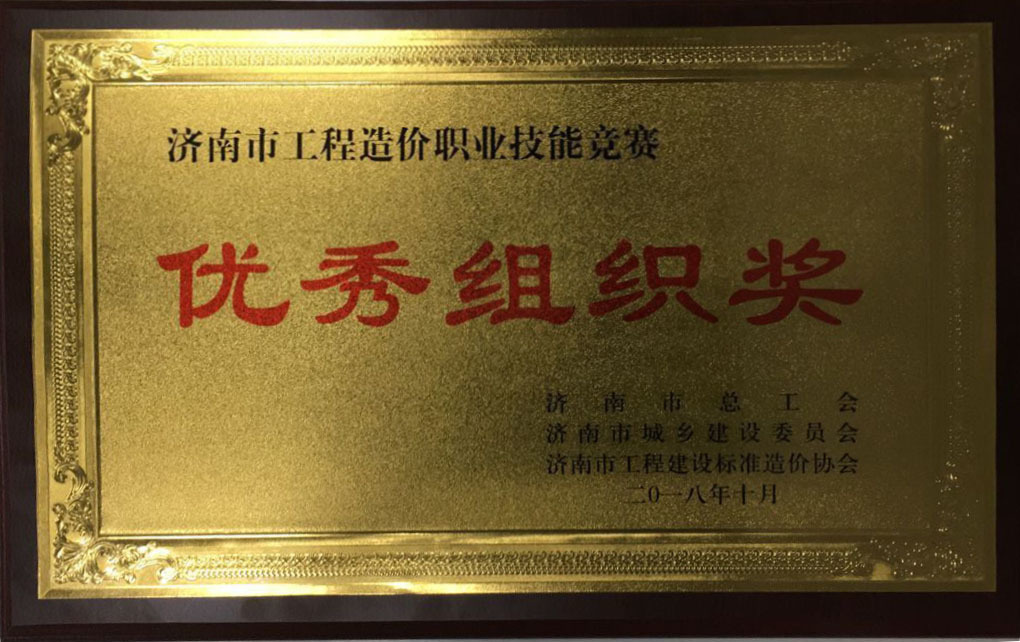 济南市工程造价职业技能竞赛
优秀组织奖
济南市总工会
济南市城乡建设委员会
济南市工程建设标准造价协会
二〇一八年十月